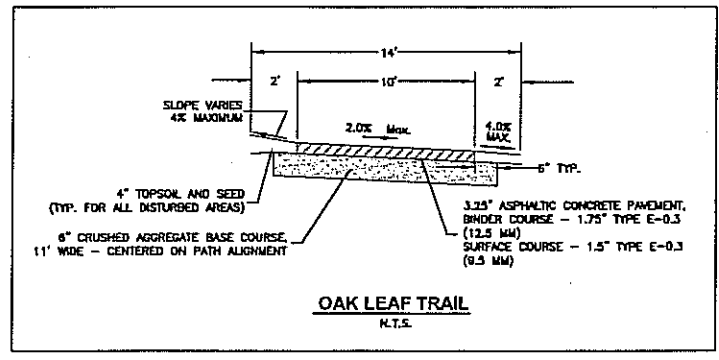 14'
2' 10' 2'
SLOPE VARIES
4% MAXIMUM
2.0% Max.
4.0%
MAX.
6" TYP.
4" TOPSOIL AND SEED
(TYP. FOR ALL DISTURBED AREAS)
6" CRUSHED AGGREGATE BASE COURSE,
11' WIDE - CENTERED ON PATH ALIGNMENT
3.25" ASPHALTIC CONCRETE PAVEMENT,
BINDER COURSE - 1.75" TYPE E-0.3
(12.5 MM)
SURFACE COURSE - 1.5" TYPE E-0.3
(9.5 MM)
OAK LEAF TRAIL
N.T.S.